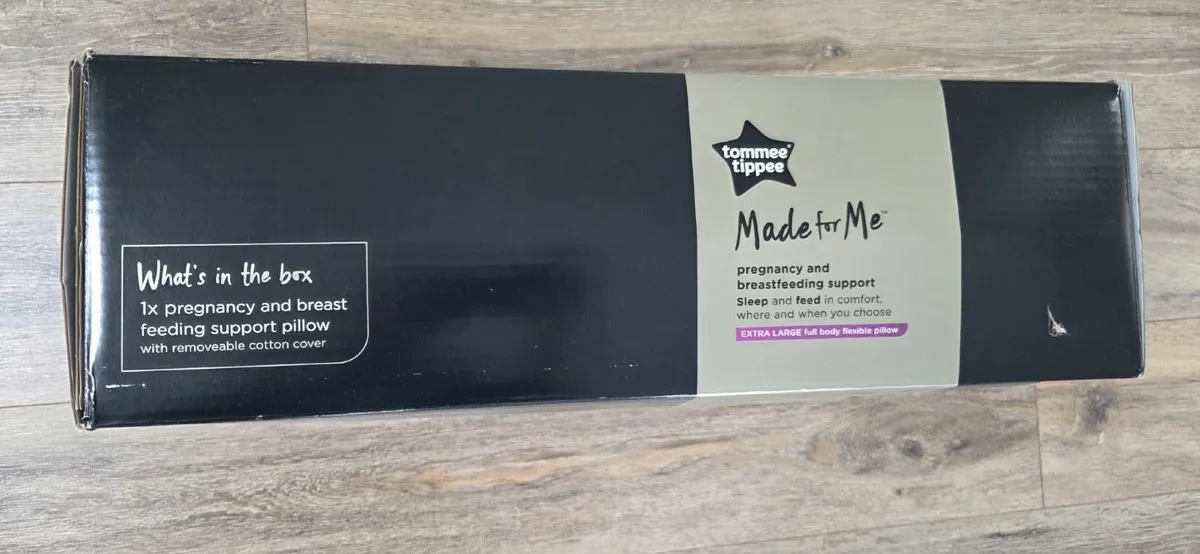 What's in the box
1x pregnancy and breast
feeding support pillow
with removeable cotton cover
tommee®
tippee
Made for Me™
pregnancy and
breastfeeding support
Sleep and feed in comfort,
where and when you choose
EXTRA LARGE full body flexible pillow